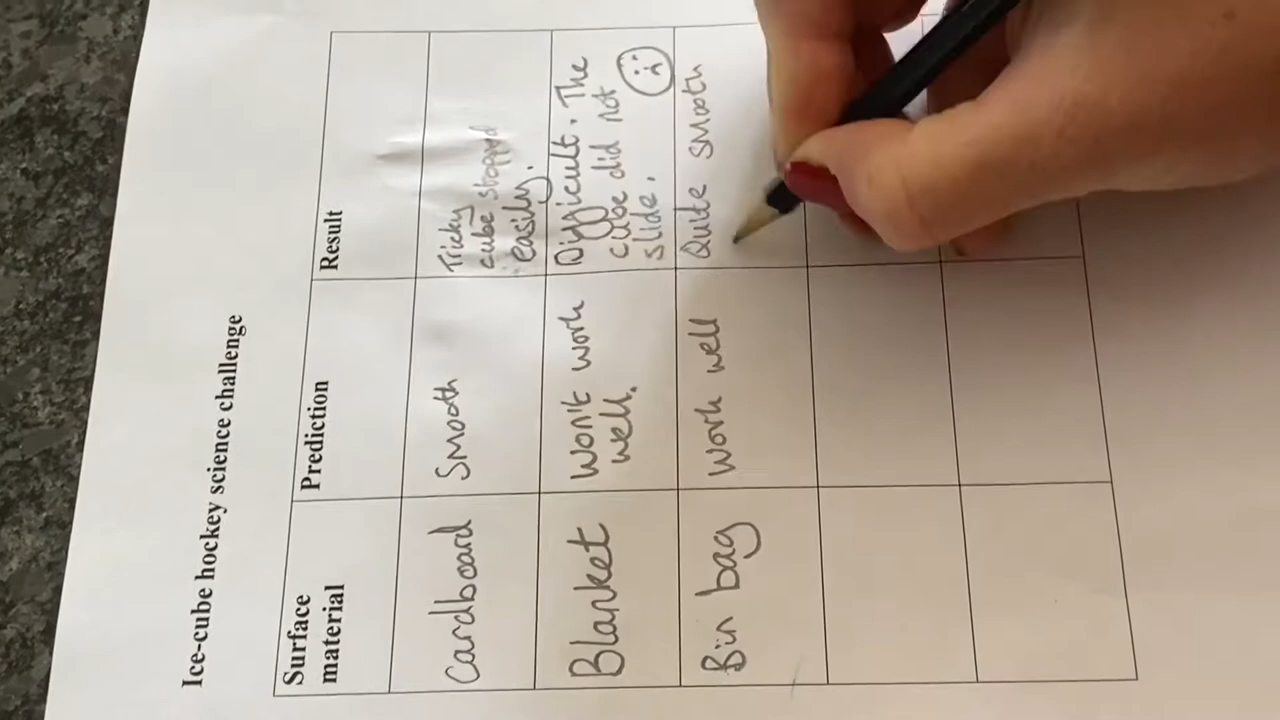 Ice-cube hockey science challenge
Surface
material
Prediction
Result
Cardboard
Smooth
Tricky
cube stopped
easily.
Blanket
Won't work
well.
Difficult. The
cube did not
slide.
Bin bag
Work well
Quite smooth